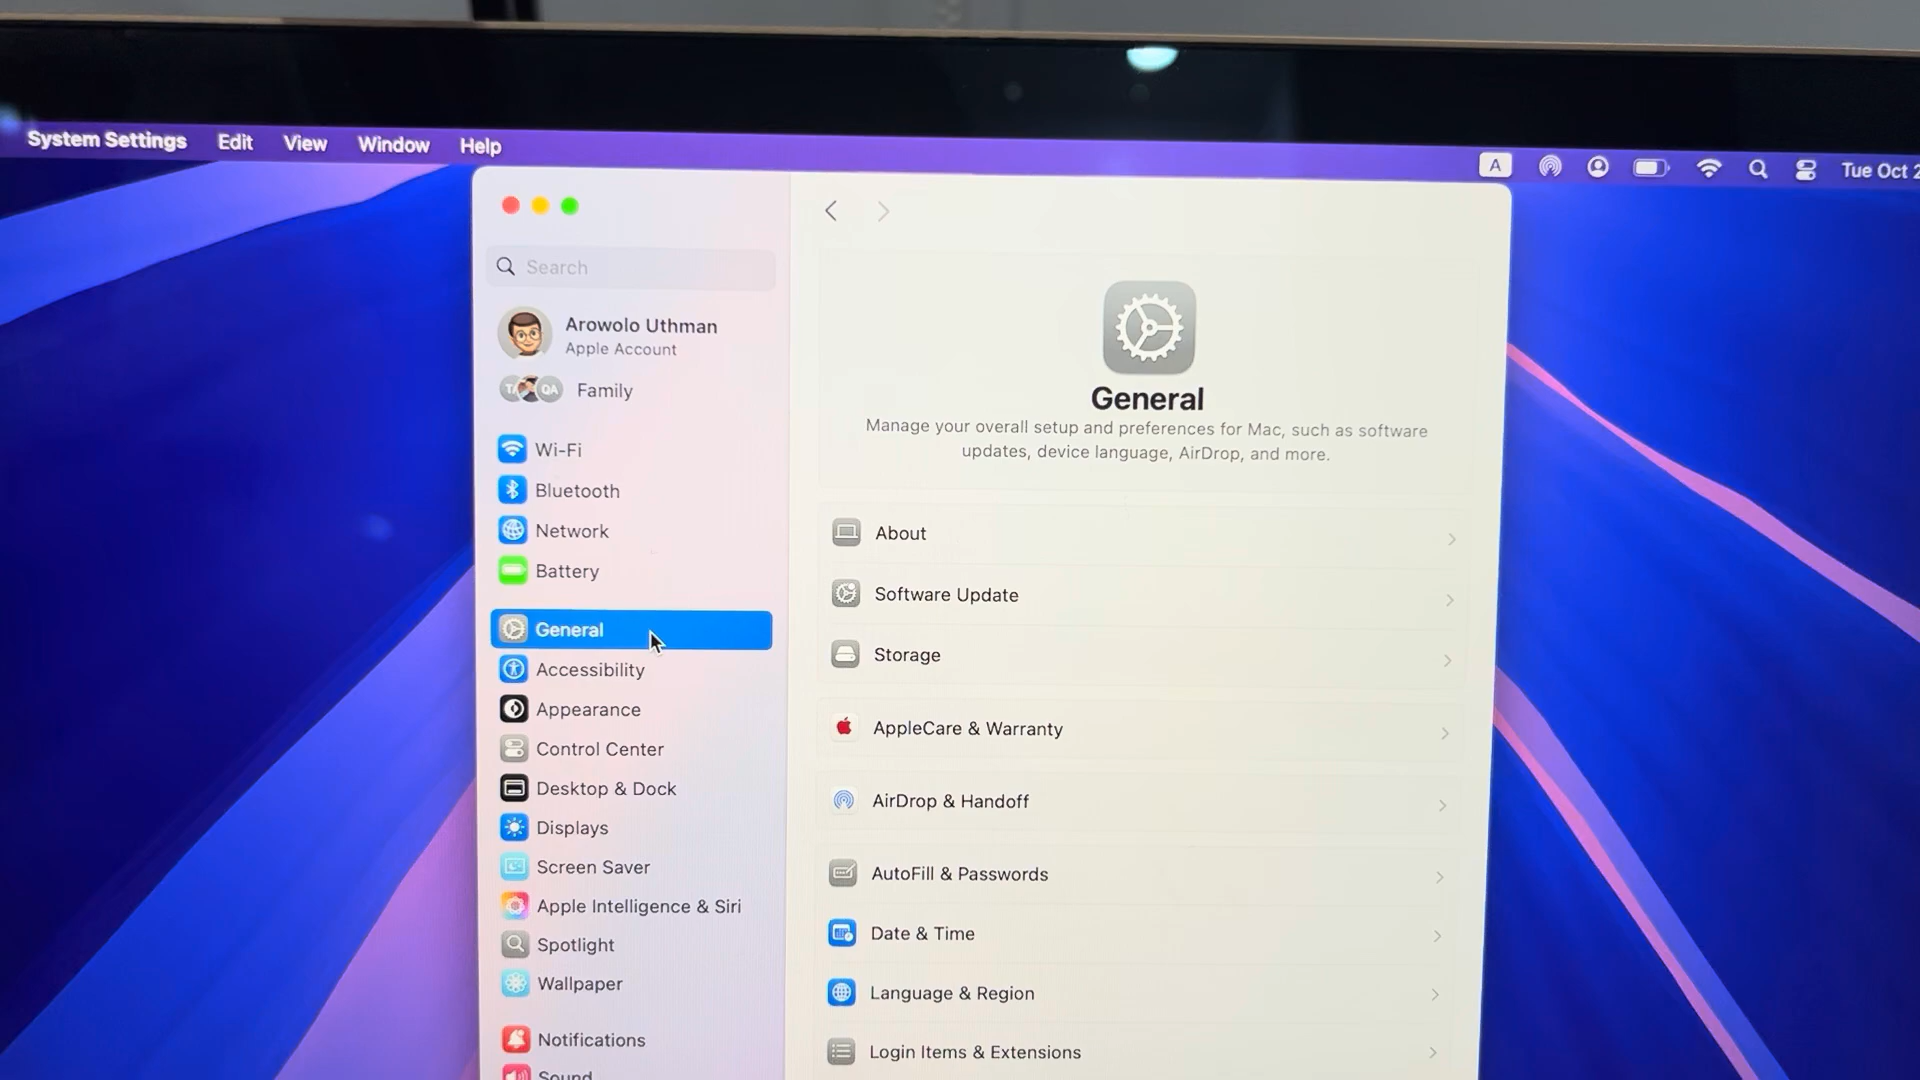 System Settings Edit View Window Help
A
Tue Oct 2
Search
Arowolo Uthman
Apple Account
QA
Family
Wi-Fi
Bluetooth
Network
Battery
General
Accessibility
Appearance
Control Center
Desktop & Dock
Displays
Screen Saver
Apple Intelligence & Siri
Spotlight
Wallpaper
Notifications
Sound
General
Manage your overall setup and preferences for Mac, such as software
updates, device language, AirDrop, and more.
About
Software Update
Storage
AppleCare & Warranty
AirDrop & Handoff
AutoFill & Passwords
Date & Time
Language & Region
Login Items & Extensions